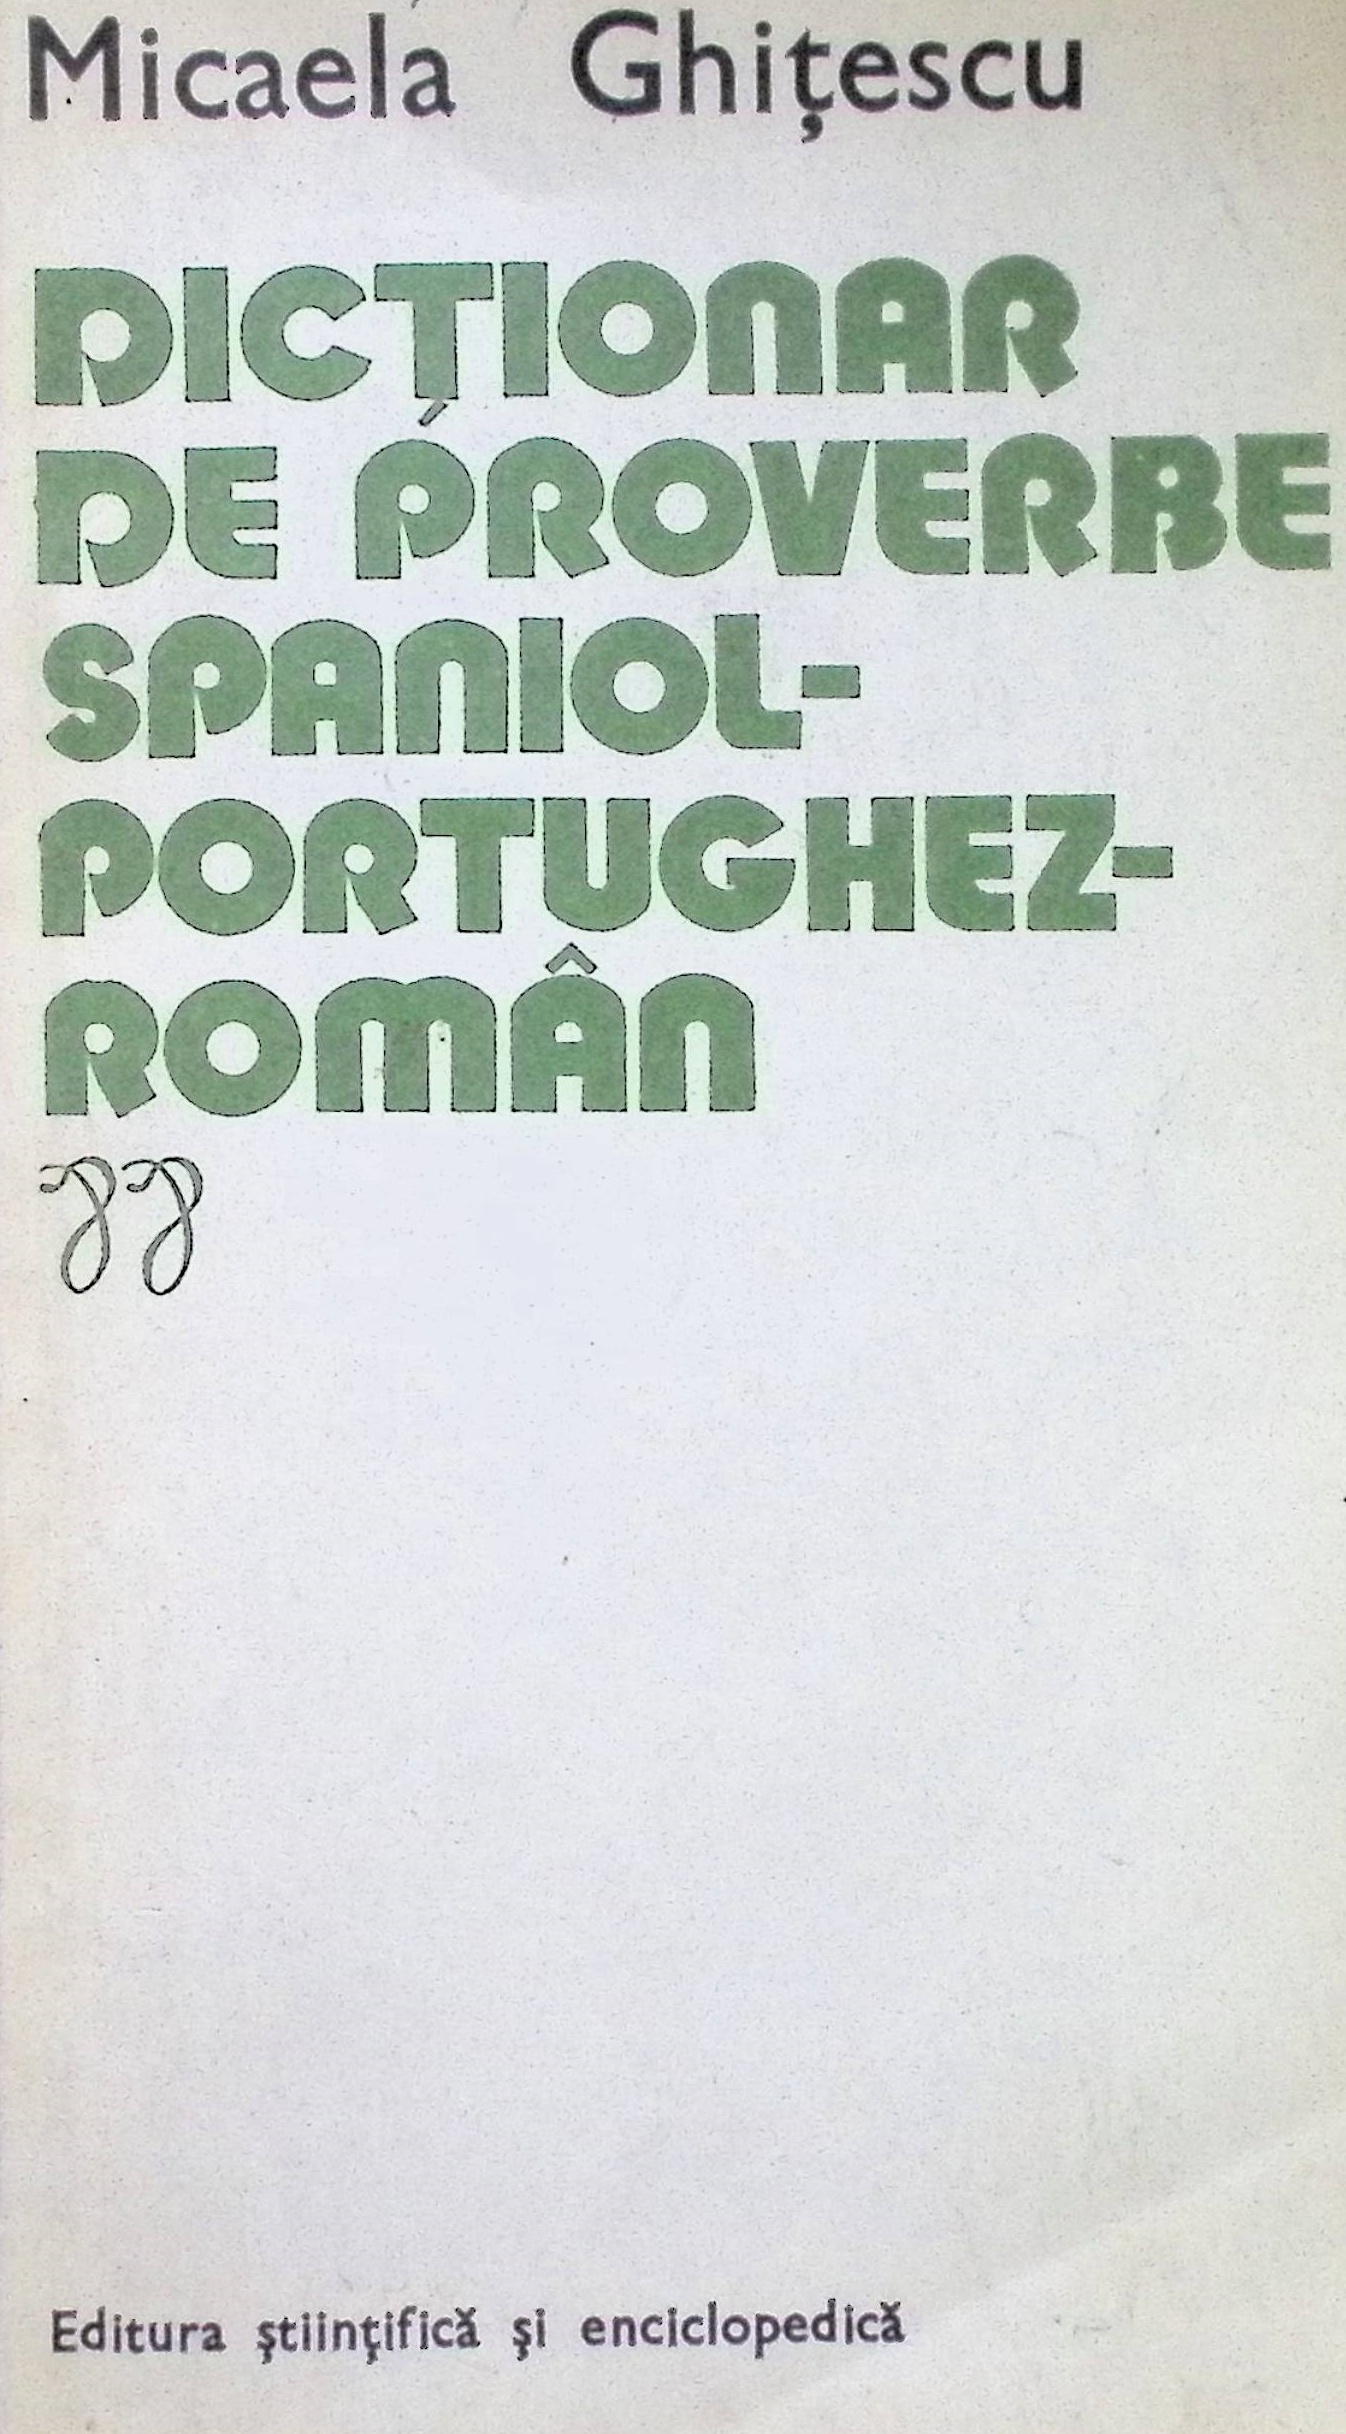 Micaela Ghițescu
DICȚIONAR
DE PROVERBE
SPANIOL-
PORTUGHEZ-
ROMÂN
Editura științifică și enciclopedică